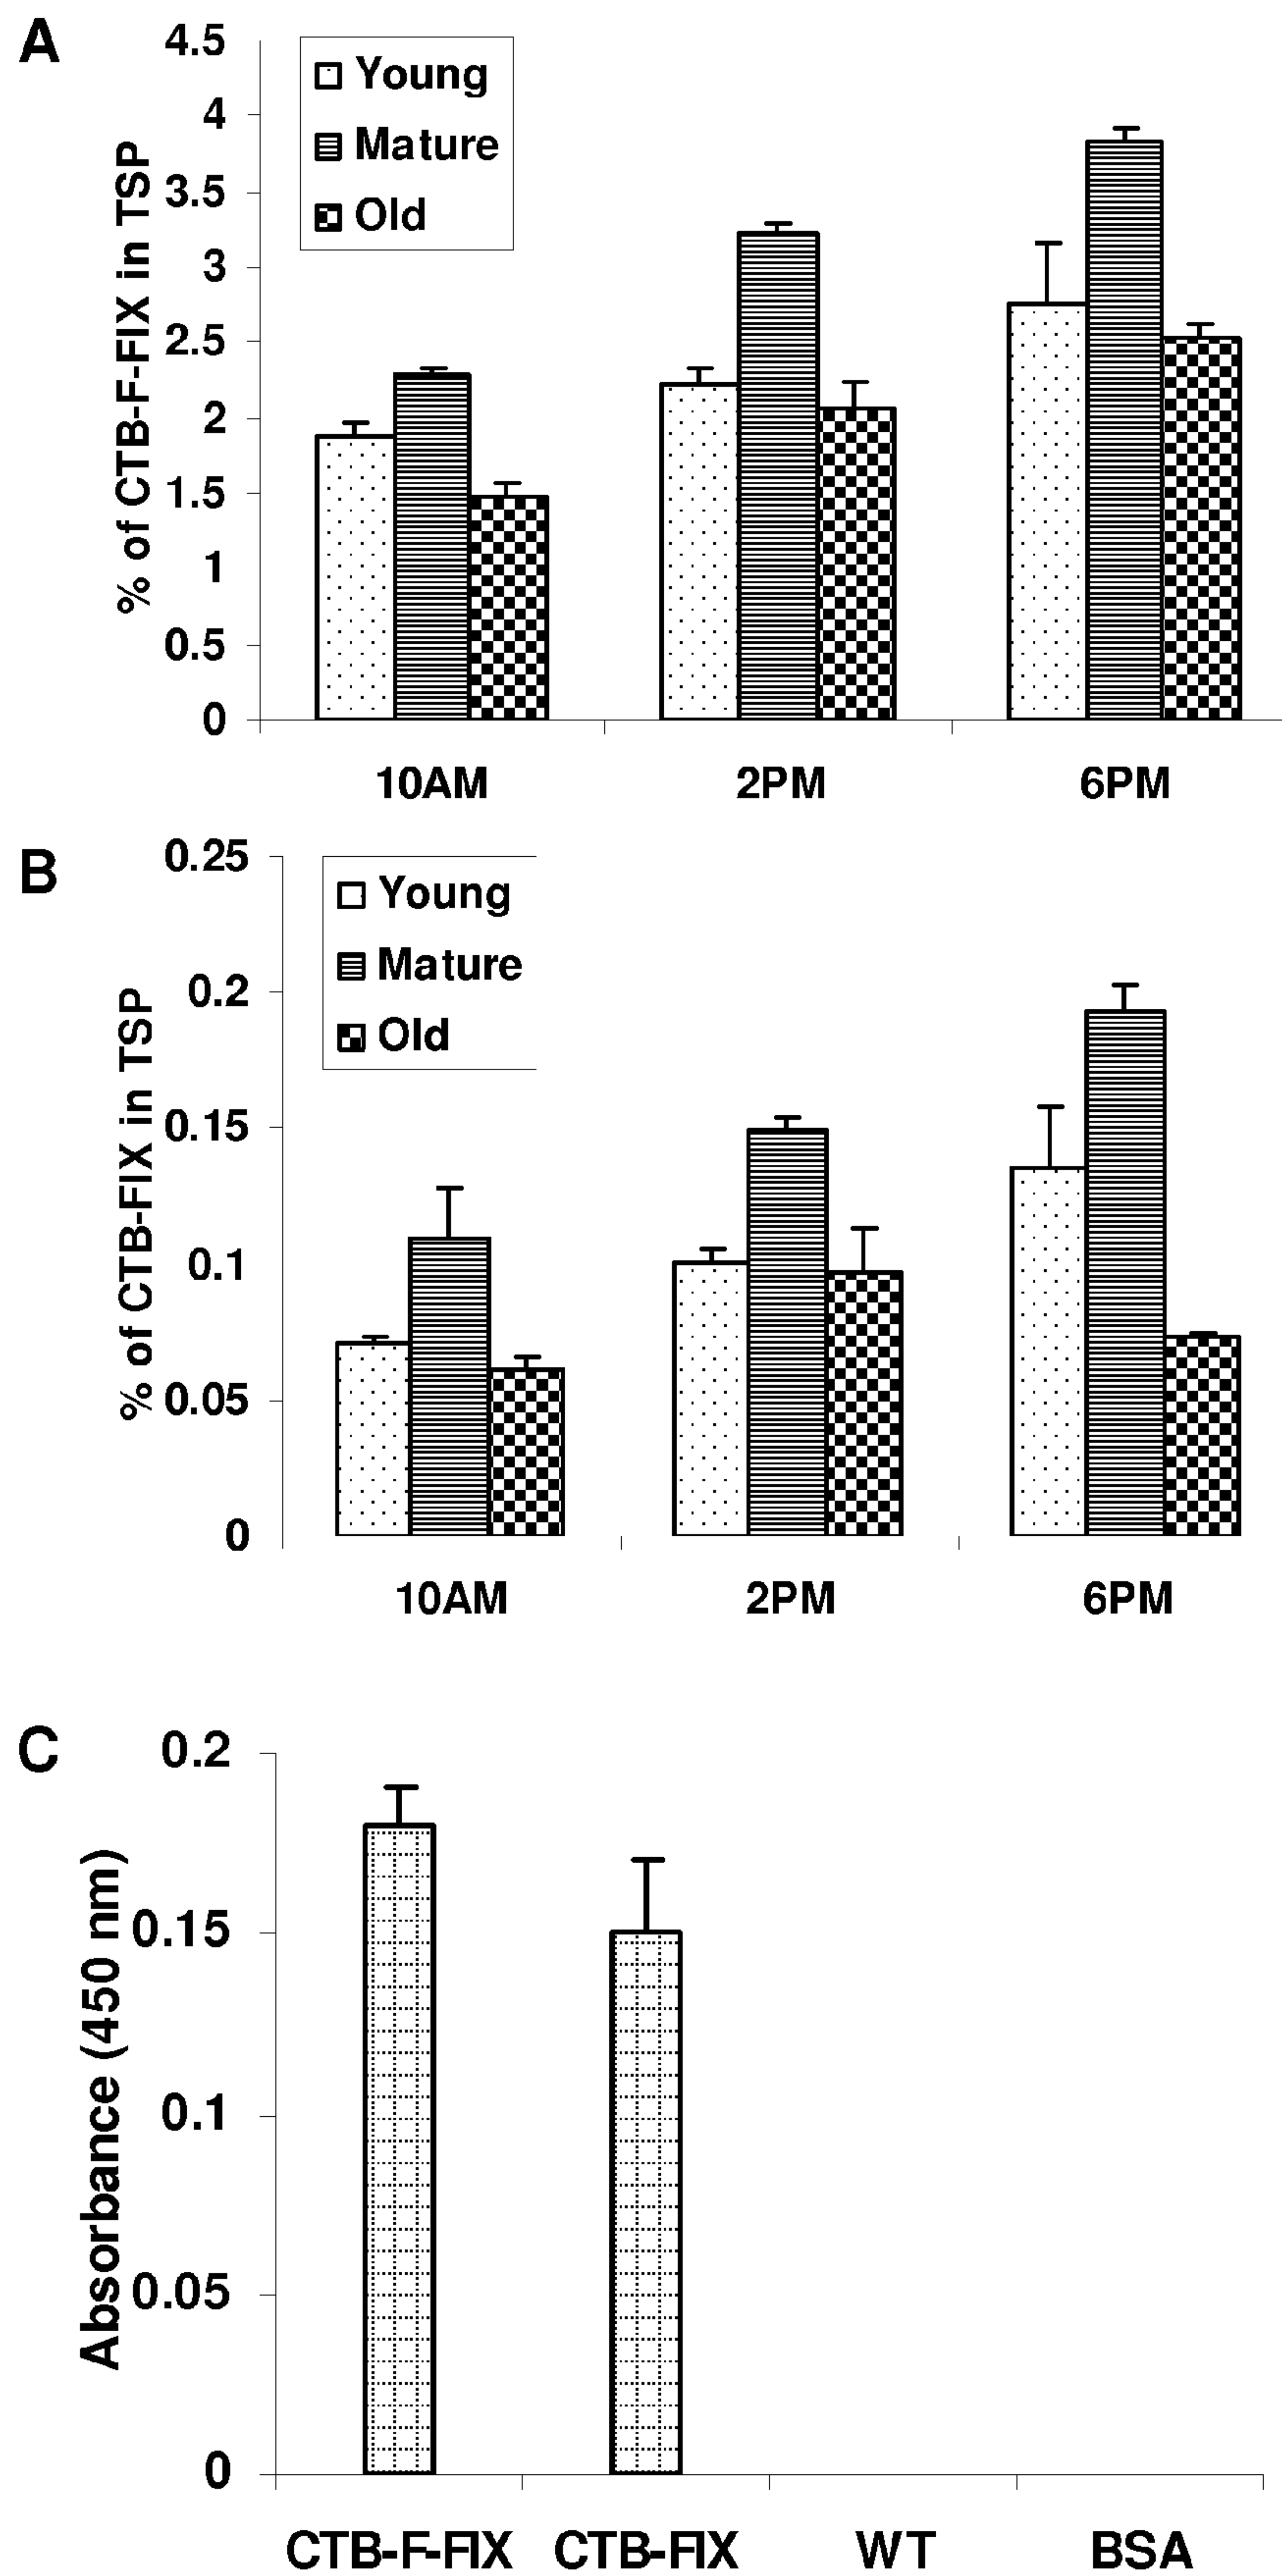 A
4.5
4
3.5
3
2.5
2
1.5
1
0.5
0
% of CTB-F-FIX in TSP
Young
Mature
Old
10AM 2PM 6PM
B
0.25
0.2
0.15
0.1
0.05
0
% of CTB-FIX in TSP
Young
Mature
Old
10AM 2PM 6PM
C
0.2
0.15
0.1
0.05
0
Absorbance (450 nm)
CTB-F-FIX CTB-FIX WT BSA